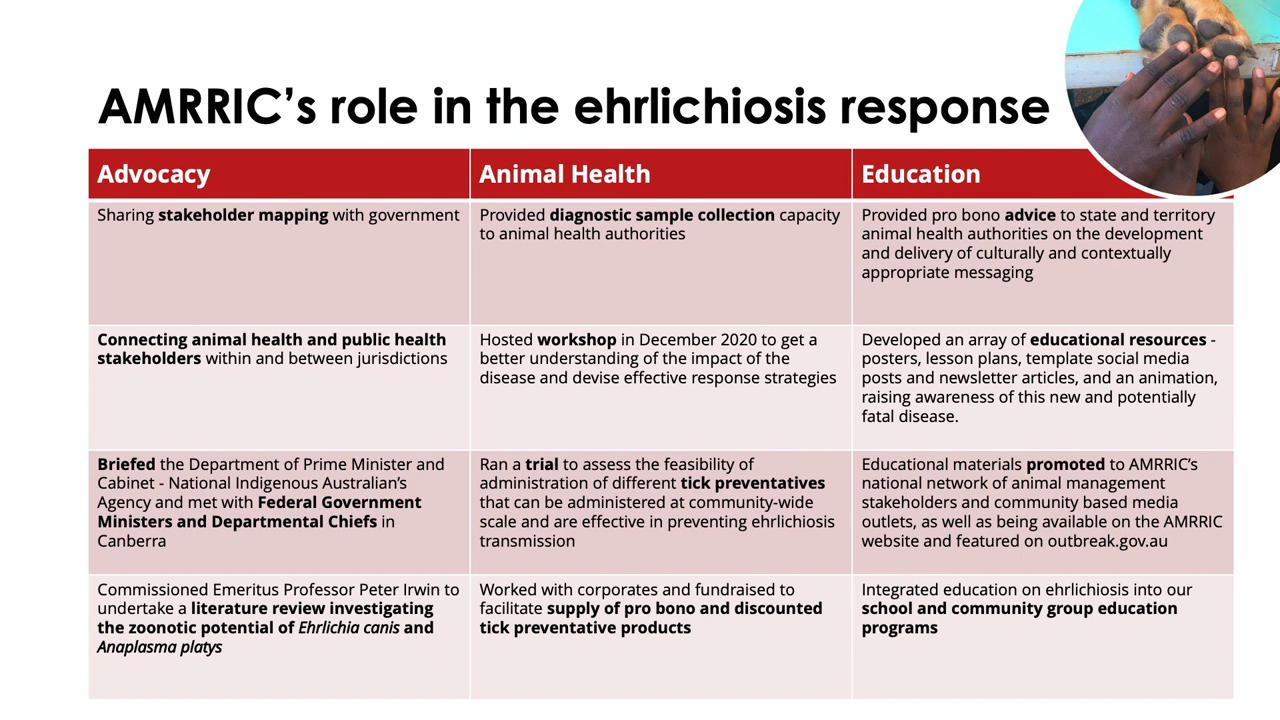 AMRRIC’s role in the ehrlichiosis response
Advocacy
Animal Health
Education
Sharing stakeholder mapping with government
Provided diagnostic sample collection capacity
to animal health authorities
Provided pro bono advice to state and territory
animal health authorities on the development
and delivery of culturally and contextually
appropriate messaging
Connecting animal health and public health
stakeholders within and between jurisdictions
Hosted workshop in December 2020 to get a
better understanding of the impact of the
disease and devise effective response strategies
Developed an array of educational resources -
posters, lesson plans, template social media
posts and newsletter articles, and an animation,
raising awareness of this new and potentially
fatal disease.
Briefed the Department of Prime Minister and
Cabinet - National Indigenous Australian’s
Agency and met with Federal Government
Ministers and Departmental Chiefs in
Canberra
Ran a trial to assess the feasibility of
administration of different tick preventatives
that can be administered at community-wide
scale and are effective in preventing ehrlichiosis
transmission
Educational materials promoted to AMRRIC’s
national network of animal management
stakeholders and community based media
outlets, as well as being available on the AMRRIC
website and featured on outbreak.gov.au
Commissioned Emeritus Professor Peter Irwin to
undertake a literature review investigating
the zoonotic potential of Ehrlichia canis and
Anaplasma platys
Worked with corporates and fundraised to
facilitate supply of pro bono and discounted
tick preventative products
Integrated education on ehrlichiosis into our
school and community group education
programs